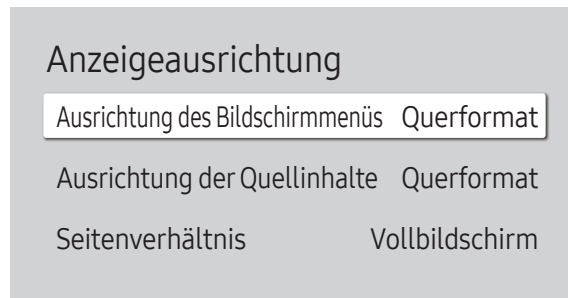 Anzeigeausrichtung
Ausrichtung des Bildschirmmenüs Querformat
Ausrichtung der Quellinhalte Querformat
Seitenverhältnis Vollbildschirm